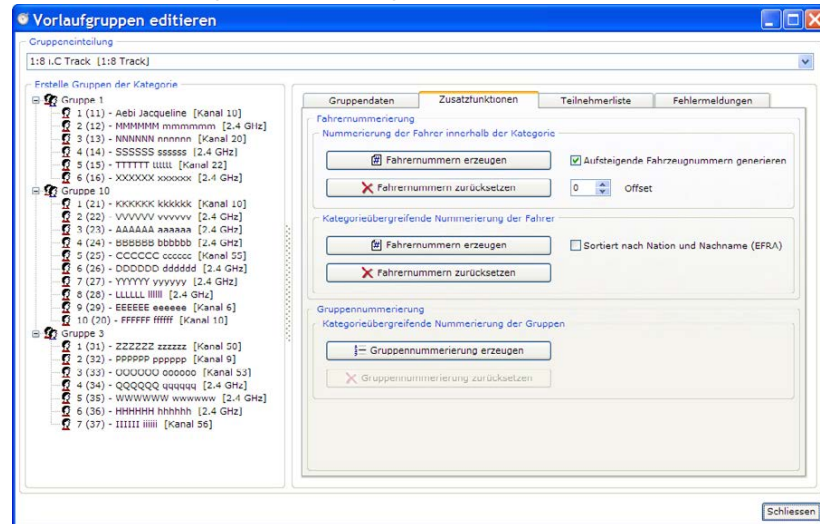 Vorlaufgruppen editieren
Gruppeneinteilung
1:8 I.C Track [1:8 Track]
Erstelle Gruppen der Kategorie
Gruppe 1
1 (11) - Aebi Jacqueline [Kanal 10]
2 (12) - MMMMMM mmmmmm [2.4 GHz]
3 (13) - NNNNNN nnnnnn [Kanal 20]
4 (14) - SSSSSS ssssss [2.4 GHz]
5 (15) - TTTTTT tttttt [Kanal 22]
6 (16) - XXXXXX xxxxxx [2.4 GHz]
Gruppe 10
1 (21) - KKKKKK kkkkkk [Kanal 10]
2 (22) - VVVVVV vvvvvv [2.4 GHz]
3 (23) - AAAAAA aaaaaa [2.4 GHz]
4 (24) - BBBBBB bbbbbb [2.4 GHz]
5 (25) - CCCCCC cccccc [Kanal 55]
6 (26) - DDDDDD dddddd [2.4 GHz]
7 (27) - YYYYYY yyyyyy [2.4 GHz]
8 (28) - LLLLLL llllll [2.4 GHz]
9 (29) - EEEEEE eeeeee [Kanal 6]
10 (20) - FFFFFF ffffff [Kanal 10]
Gruppe 3
1 (31) - ZZZZZZ zzzzzz [Kanal 50]
2 (32) - PPPPPP pppppp [Kanal 9]
3 (33) - OOOOOO oooooo [Kanal 53]
4 (34) - QQQQQQ qqqqqq [2.4 GHz]
5 (35) - WWWWWW wwwwww [2.4 GHz]
6 (36) - HHHHHH hhhhhh [2.4 GHz]
7 (37) - IIIIII iiiiii [Kanal 56]
Gruppendaten Zusatzfunktionen Teilnehmerliste Fehlermeldungen
Fahrernummerierung
Nummerierung der Fahrer innerhalb der Kategorie
Fahrernummern erzeugen Aufsteigende Fahrzeugnummern generieren
Fahrernummern zurücksetzen 0 Offset
Kategorieübergreifende Nummerierung der Fahrer
Fahrernummern erzeugen Sortiert nach Nation und Nachname (EFRA)
Fahrernummern zurücksetzen
Gruppennummerierung
Kategorieübergreifende Nummerierung der Gruppen
Gruppennummerierung erzeugen
Gruppennummerierung zurücksetzen
Schliessen